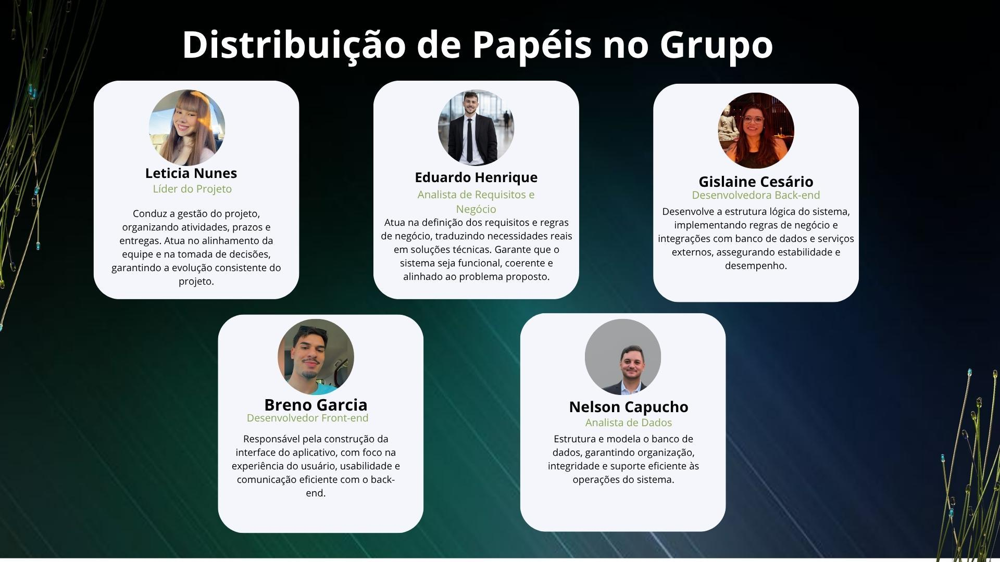 Distribuição de Papéis no Grupo
Leticia Nunes
Líder do Projeto
Conduz a gestão do projeto,
organizando atividades, prazos e
entregas. Atua no alinhamento da
equipe e na tomada de decisões,
garantindo a evolução consistente do
projeto.
Eduardo Henrique
Analista de Requisitos e
Negócio
Atua na definição dos requisitos e regras
de negócio, traduzindo necessidades reais
em soluções técnicas. Garante que o
sistema seja funcional, coerente e
alinhado ao problema proposto.
Gislaine Cesário
Desenvolvedora Back-end
Desenvolve a estrutura lógica do sistema,
implementando regras de negócio e
integrações com banco de dados e serviços
externos, assegurando estabilidade e
desempenho.
Breno Garcia
Desenvolvedor Front-end
Responsável pela construção da
interface do aplicativo, com foco na
experiência do usuário, usabilidade e
comunicação eficiente com o back-
end.
Nelson Capucho
Analista de Dados
Estrutura e modela o banco de
dados, garantindo organização,
integridade e suporte eficiente às
operações do sistema.